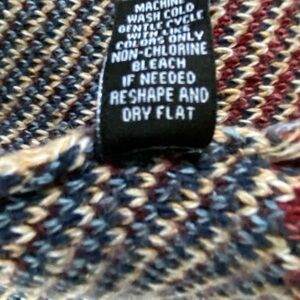 MACHINE
WASH COLD
GENTLE CYCLE
WITH LIKE
COLORS ONLY
NON-CHLORINE
BLEACH
IF NEEDED
RESHAPE AND
DRY FLAT